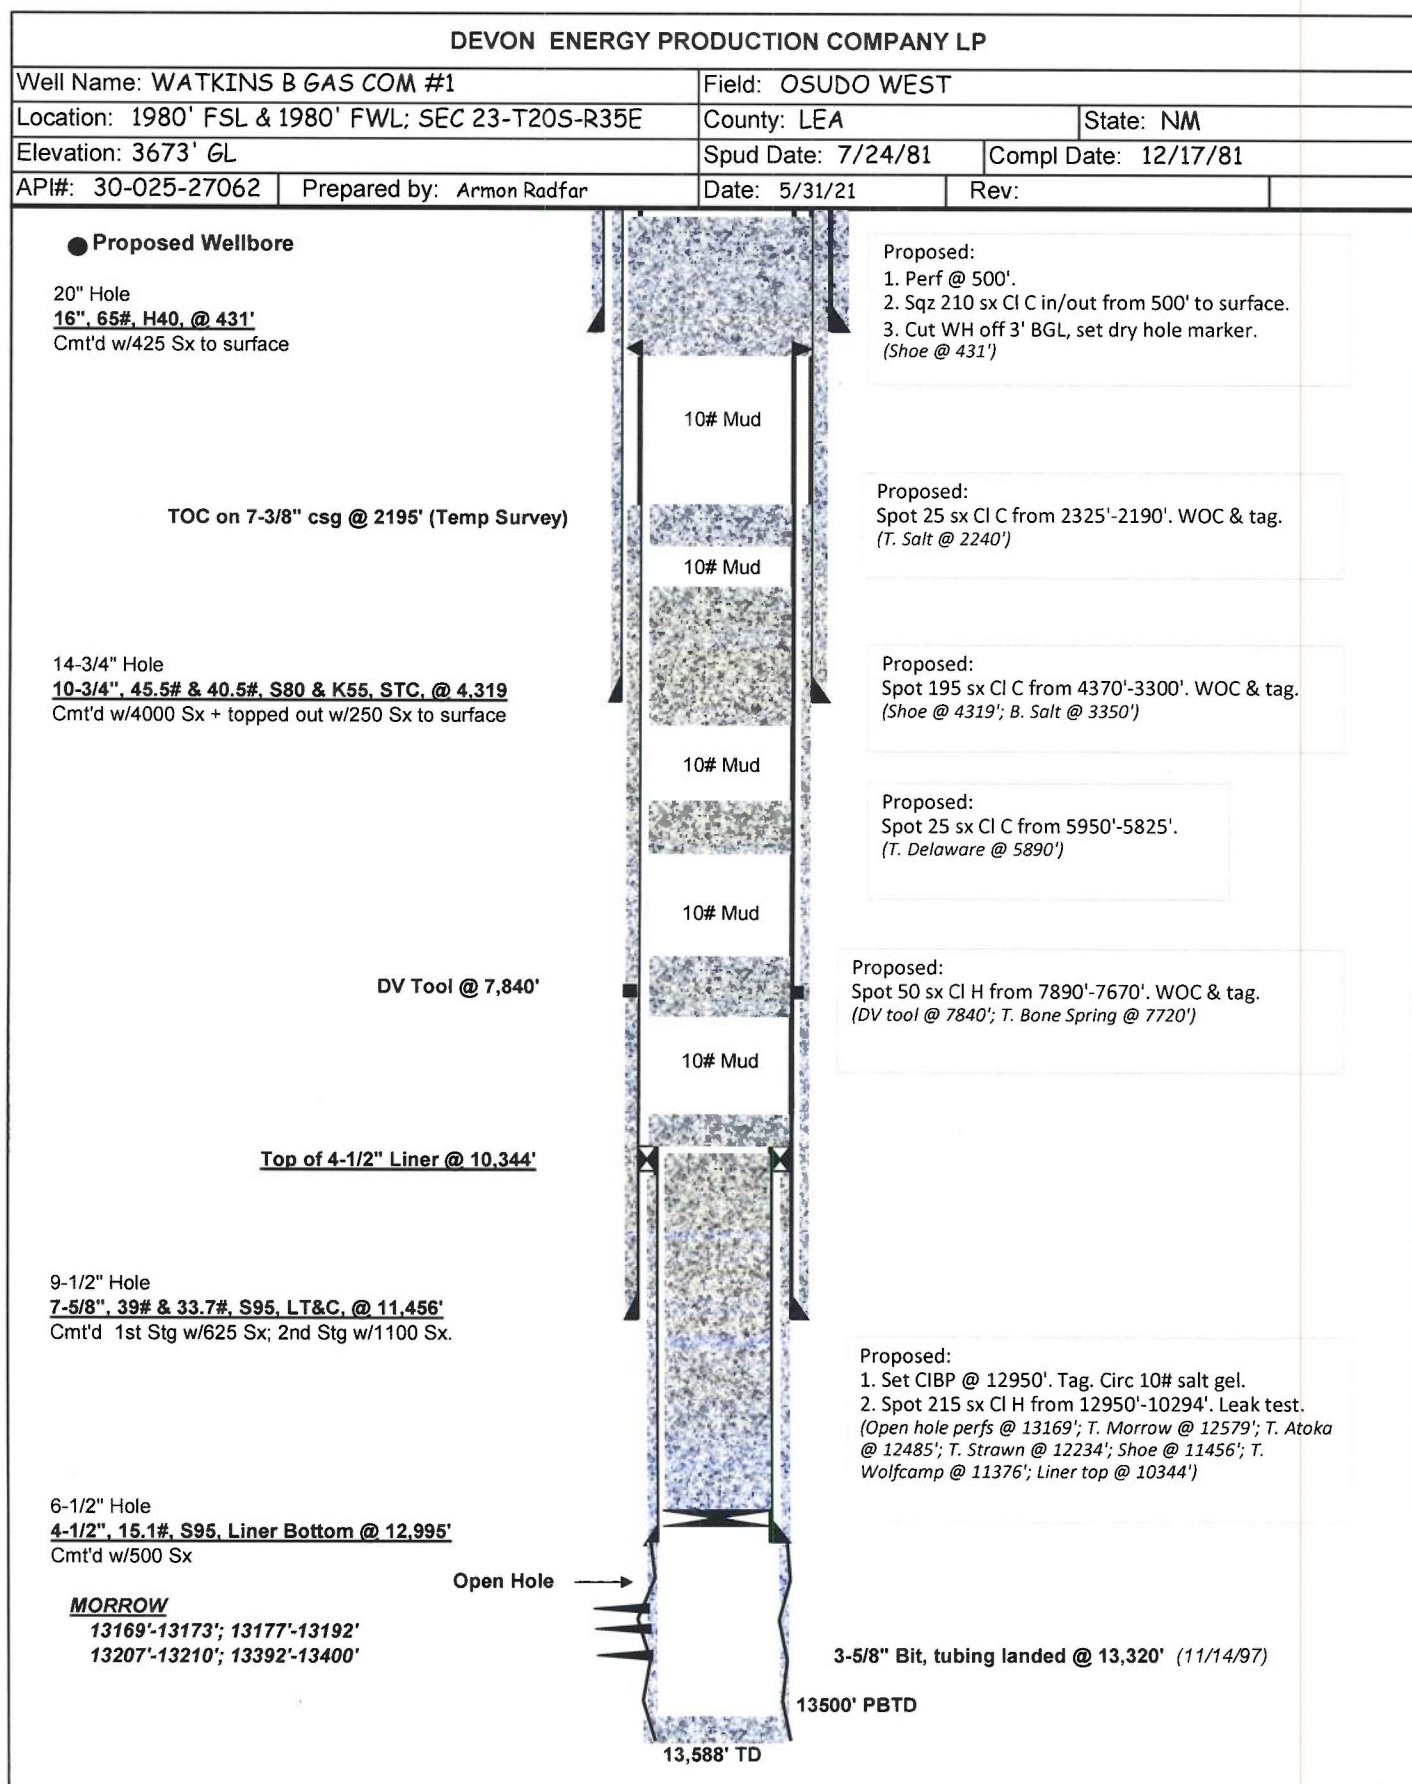 DEVON ENERGY PRODUCTION COMPANY LP
Well Name: WATKINS B GAS COM #1
Field: OSUDO WEST
Location: 1980' FSL & 1980' FWL; SEC 23-T20S-R35E
County: LEA
State: NM
Elevation: 3673' GL
Spud Date: 7/24/81
Compl Date: 12/17/81
API#: 30-025-27062
Prepared by: Armon Radfar
Date: 5/31/21
Rev:
Proposed Wellbore
20" Hole
16", 65#, H40, @ 431'
Cmt'd w/425 Sx to surface
Proposed:
1. Perf @ 500'.
2. Sqz 210 sx Cl C in/out from 500' to surface.
3. Cut WH off 3' BGL, set dry hole marker.
(Shoe @ 431')
10# Mud
TOC on 7-3/8" csg @ 2195' (Temp Survey)
Proposed:
Spot 25 sx Cl C from 2325'-2190'. WOC & tag.
(T. Salt @ 2240')
10# Mud
14-3/4" Hole
10-3/4", 45.5# & 40.5#, S80 & K55, STC, @ 4,319
Cmt'd w/4000 Sx + topped out w/250 Sx to surface
Proposed:
Spot 195 sx Cl C from 4370'-3300'. WOC & tag.
(Shoe @ 4319'; B. Salt @ 3350')
10# Mud
Proposed:
Spot 25 sx Cl C from 5950'-5825'.
(T. Delaware @ 5890')
10# Mud
DV Tool @ 7,840'
Proposed:
Spot 50 sx Cl H from 7890'-7670'. WOC & tag.
(DV tool @ 7840'; T. Bone Spring @ 7720')
10# Mud
Top of 4-1/2" Liner @ 10,344'
9-1/2" Hole
7-5/8", 39# & 33.7#, S95, LT&C, @ 11,456'
Cmt'd 1st Stg w/625 Sx; 2nd Stg w/1100 Sx.
Proposed:
1. Set CIBP @ 12950'. Tag. Circ 10# salt gel.
2. Spot 215 sx Cl H from 12950'-10294'. Leak test.
(Open hole perfs @ 13169'; T. Morrow @ 12579'; T. Atoka
@ 12485'; T. Strawn @ 12234'; Shoe @ 11456'; T.
Wolfcamp @ 11376'; Liner top @ 10344')
6-1/2" Hole
4-1/2", 15.1#, S95, Liner Bottom @ 12,995'
Cmt'd w/500 Sx
Open Hole
MORROW
13169'-13173'; 13177'-13192'
13207'-13210'; 13392'-13400'
3-5/8" Bit, tubing landed @ 13,320' (11/14/97)
13500' PBTD
13,588' TD